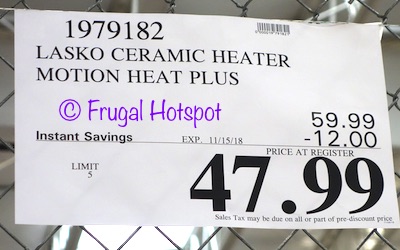 1979182
LASKO CERAMIC HEATER
MOTION HEAT PLUS
© Frugal Hotspot
59.99
Instant Savings EXP. 11/15/18 -12.00
PRICE AT REGISTER
LIMIT
5
47.99
Sales Tax may be due on all or part of pre-discount price.